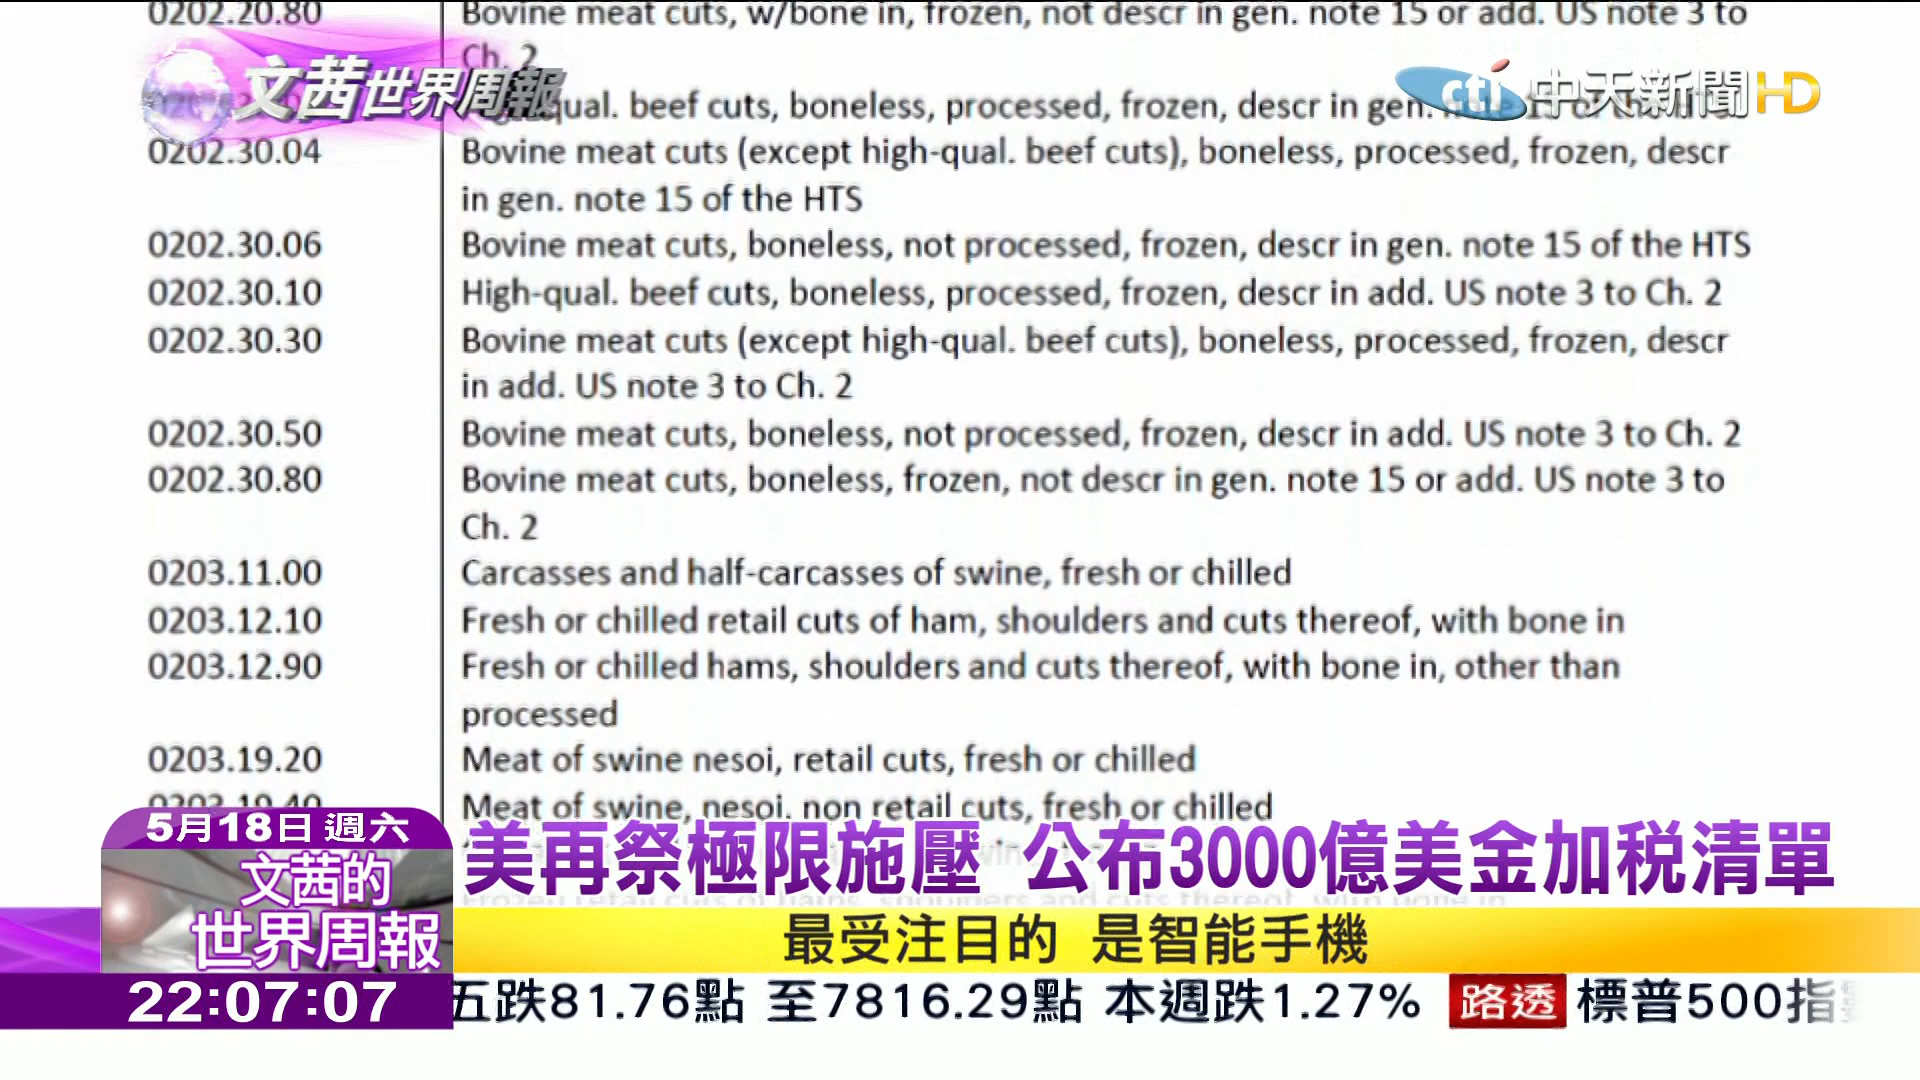 0202.20.80 Bovine meat cuts, w/bone in, frozen, not descr in gen. note 15 or add. US note 3 to
Ch. 2
文茜世界周報
cti 中天新聞HD
qual. beef cuts, boneless, processed, frozen, descr in gen.
0202.30.04 Bovine meat cuts (except high-qual. beef cuts), boneless, processed, frozen, descr
in gen. note 15 of the HTS
0202.30.06 Bovine meat cuts, boneless, not processed, frozen, descr in gen. note 15 of the HTS
0202.30.10 High-qual. beef cuts, boneless, processed, frozen, descr in add. US note 3 to Ch. 2
0202.30.30 Bovine meat cuts (except high-qual. beef cuts), boneless, processed, frozen, descr
in add. US note 3 to Ch. 2
0202.30.50 Bovine meat cuts, boneless, not processed, frozen, descr in add. US note 3 to Ch. 2
0202.30.80 Bovine meat cuts, boneless, frozen, not descr in gen. note 15 or add. US note 3 to
Ch. 2
0203.11.00 Carcasses and half-carcasses of swine, fresh or chilled
0203.12.10 Fresh or chilled retail cuts of ham, shoulders and cuts thereof, with bone in
0203.12.90 Fresh or chilled hams, shoulders and cuts thereof, with bone in, other than
processed
0203.19.20 Meat of swine nesoi, retail cuts, fresh or chilled
0203.19.40 Meat of swine, nesoi, non retail cuts, fresh or chilled
5月18日 週六
美再祭極限施壓 公布3000億美金加稅清單
文茜的
世界周報
最受注目的 是智能手機
22:07:07
五跌81.76點 至7816.29點 本週跌1.27% 路透 標普500指